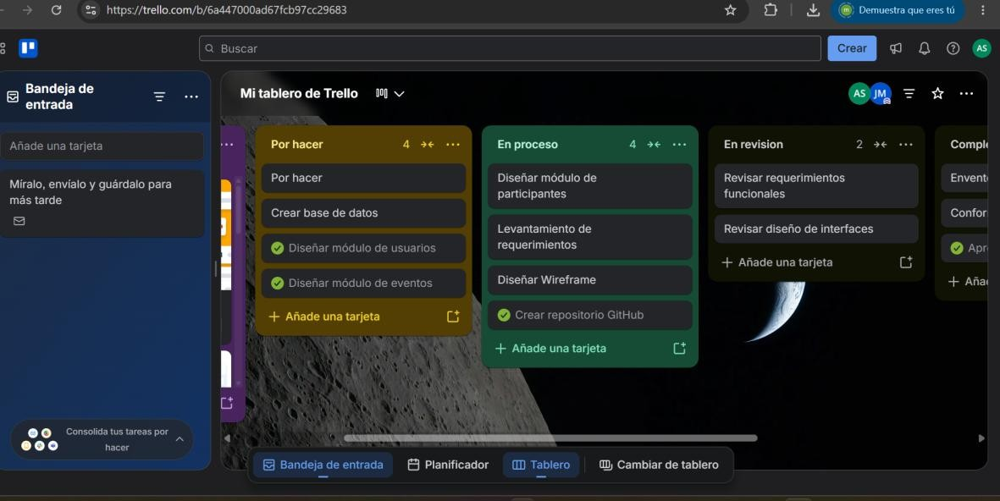 https://trello.com/b/6a447000ad67fcb97cc29683
m
Demuestra que eres tú
Buscar
Crear
AS
Bandeja de
entrada
Añade una tarjeta
Míralo, envíalo y guárdalo para
más tarde
Consolida tus tareas por
hacer
Mi tablero de Trello
AS
JM
Por hacer
4
Por hacer
Crear base de datos
Diseñar módulo de usuarios
Diseñar módulo de eventos
Añade una tarjeta
En proceso
4
Diseñar módulo de
participantes
Levantamiento de
requerimientos
Diseñar Wireframe
Crear repositorio GitHub
Añade una tarjeta
En revision
2
Revisar requerimientos
funcionales
Revisar diseño de interfaces
Añade una tarjeta
Comple
Envent
Confor
Apr
Aña
Bandeja de entrada
Planificador
Tablero
Cambiar de tablero